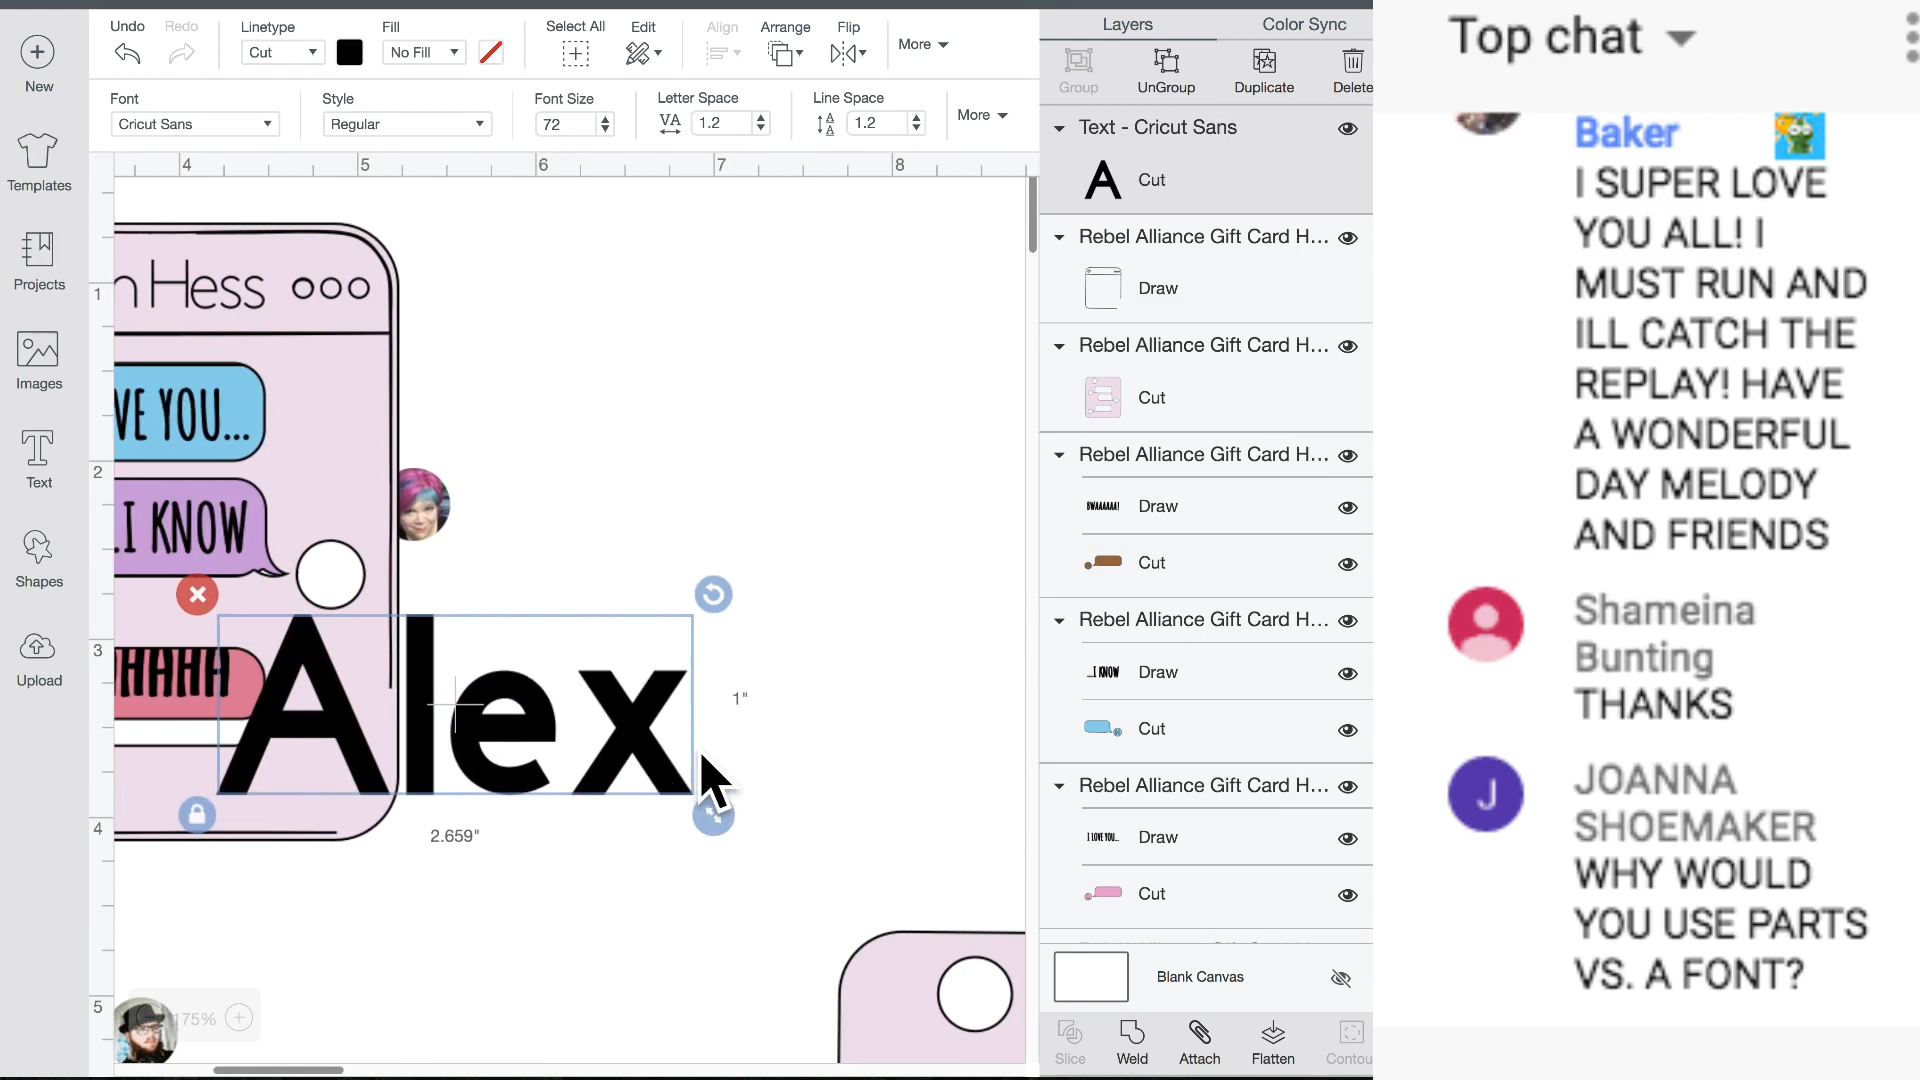 Undo Redo Linetype Fill Select All Edit Align Arrange Flip
Cut No Fill More
Font Style Font Size Letter Space Line Space
Cricut Sans Regular 72 VA 1.2 1.2 More
New
Templates
Projects
Images
Text
Shapes
Upload
4 5 6 7 8
1
2
3
4
5
n Hess
VE YOU...
.I KNOW
HAHA
Alex
1"
2.659"
175%
Layers Color Sync
Group UnGroup Duplicate Delete
Text - Cricut Sans
A Cut
Rebel Alliance Gift Card H...
Draw
Rebel Alliance Gift Card H...
Cut
Rebel Alliance Gift Card H...
Draw
Cut
Rebel Alliance Gift Card H...
...I KNOW Draw
Cut
Rebel Alliance Gift Card H...
I LOVE YOU... Draw
Cut
Blank Canvas
Slice Weld Attach Flatten Contou
Top chat
Baker
I SUPER LOVE
YOU ALL! I
MUST RUN AND
ILL CATCH THE
REPLAY! HAVE
A WONDERFUL
DAY MELODY
AND FRIENDS
Shameina
Bunting
THANKS
J
JOANNA
SHOEMAKER
WHY WOULD
YOU USE PARTS
VS. A FONT?